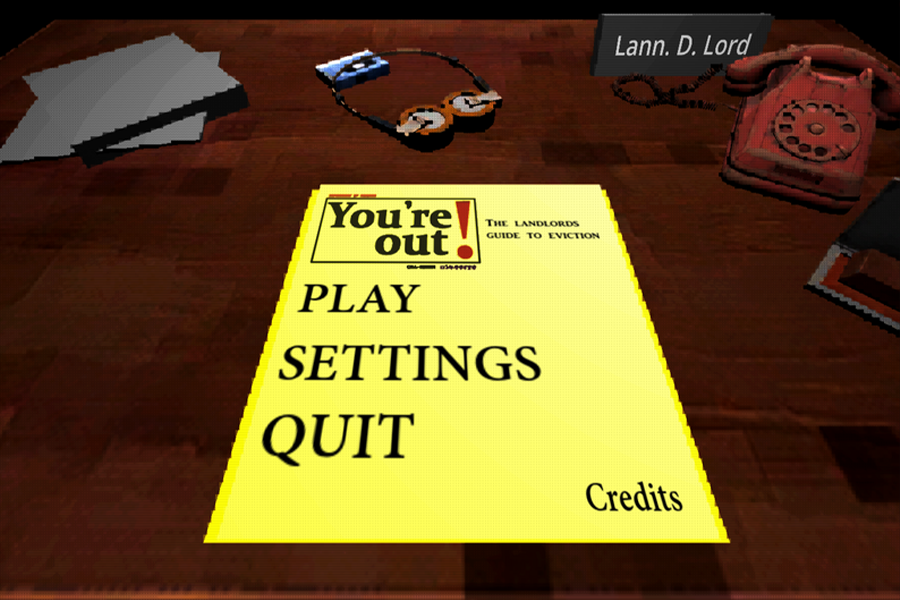 Lann. D. Lord
You're
out!
The landlords
guide to eviction
PLAY
SETTINGS
QUIT
Credits